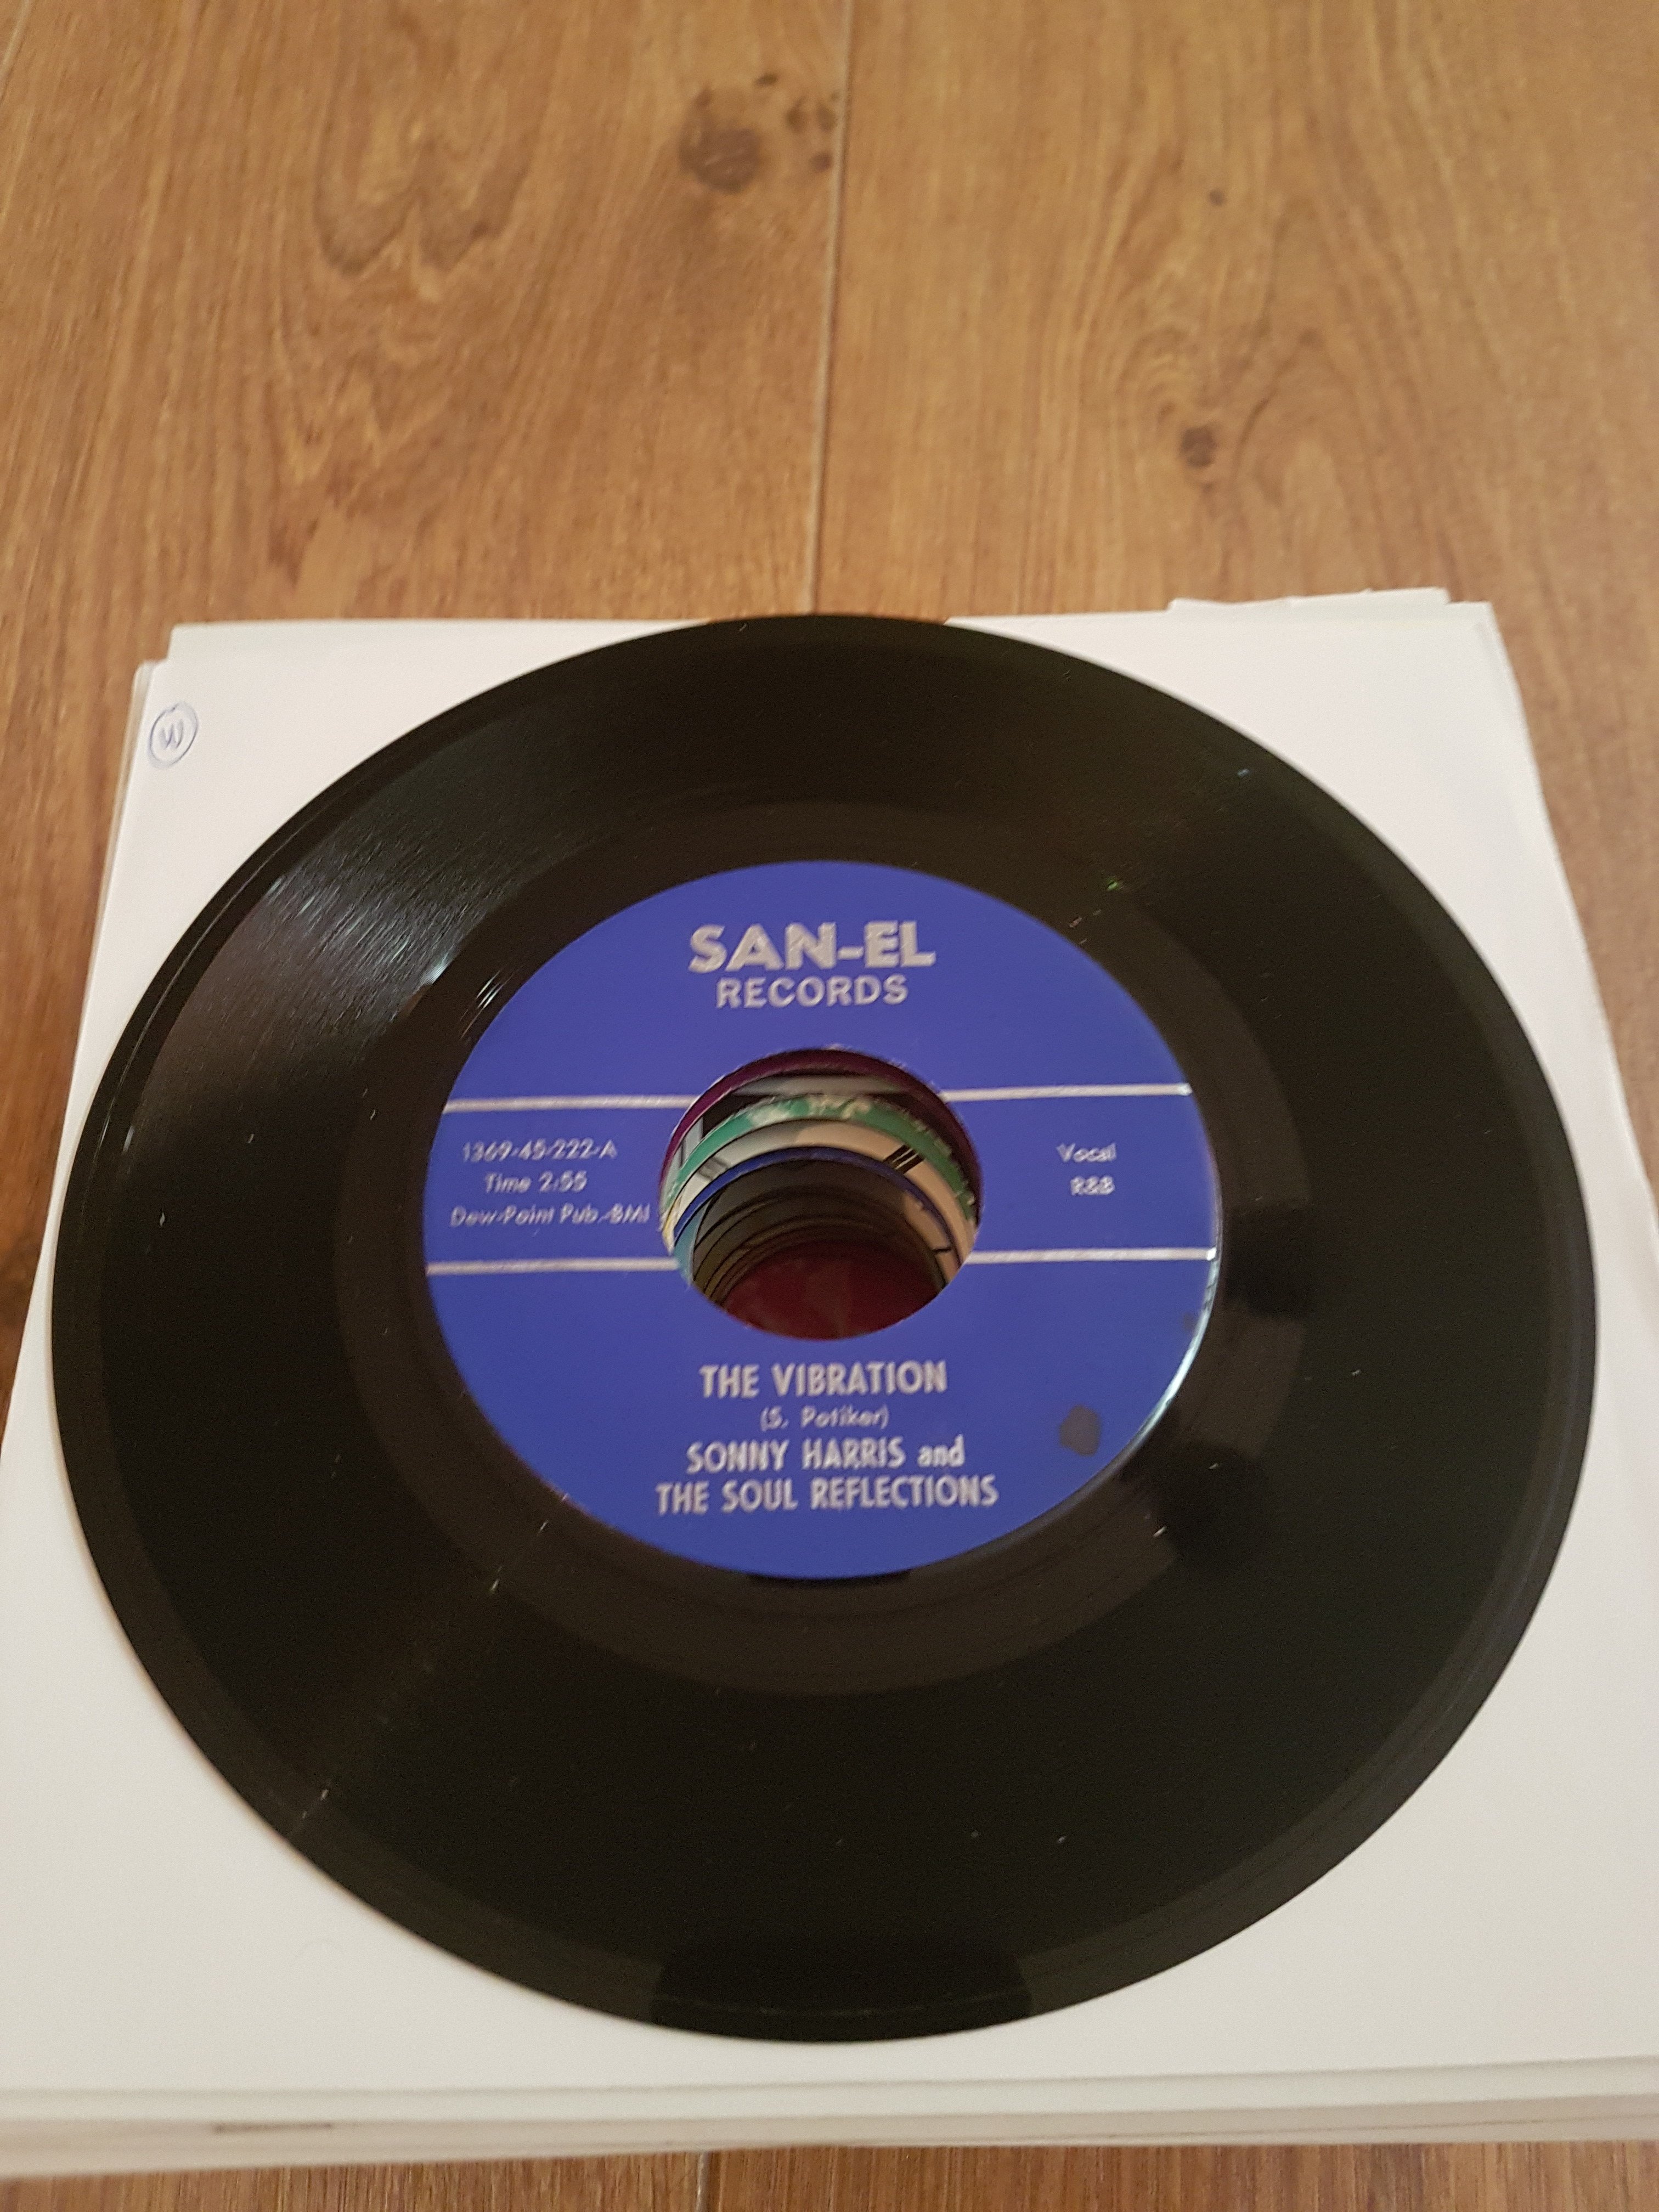 W
SAN-EL
RECORDS
1369-45-222-A
Time 2:55
Dew-Point Pub.-BMI
Vocal
R&B
THE VIBRATION
(S. Potiker)
SONNY HARRIS and
THE SOUL REFLECTIONS